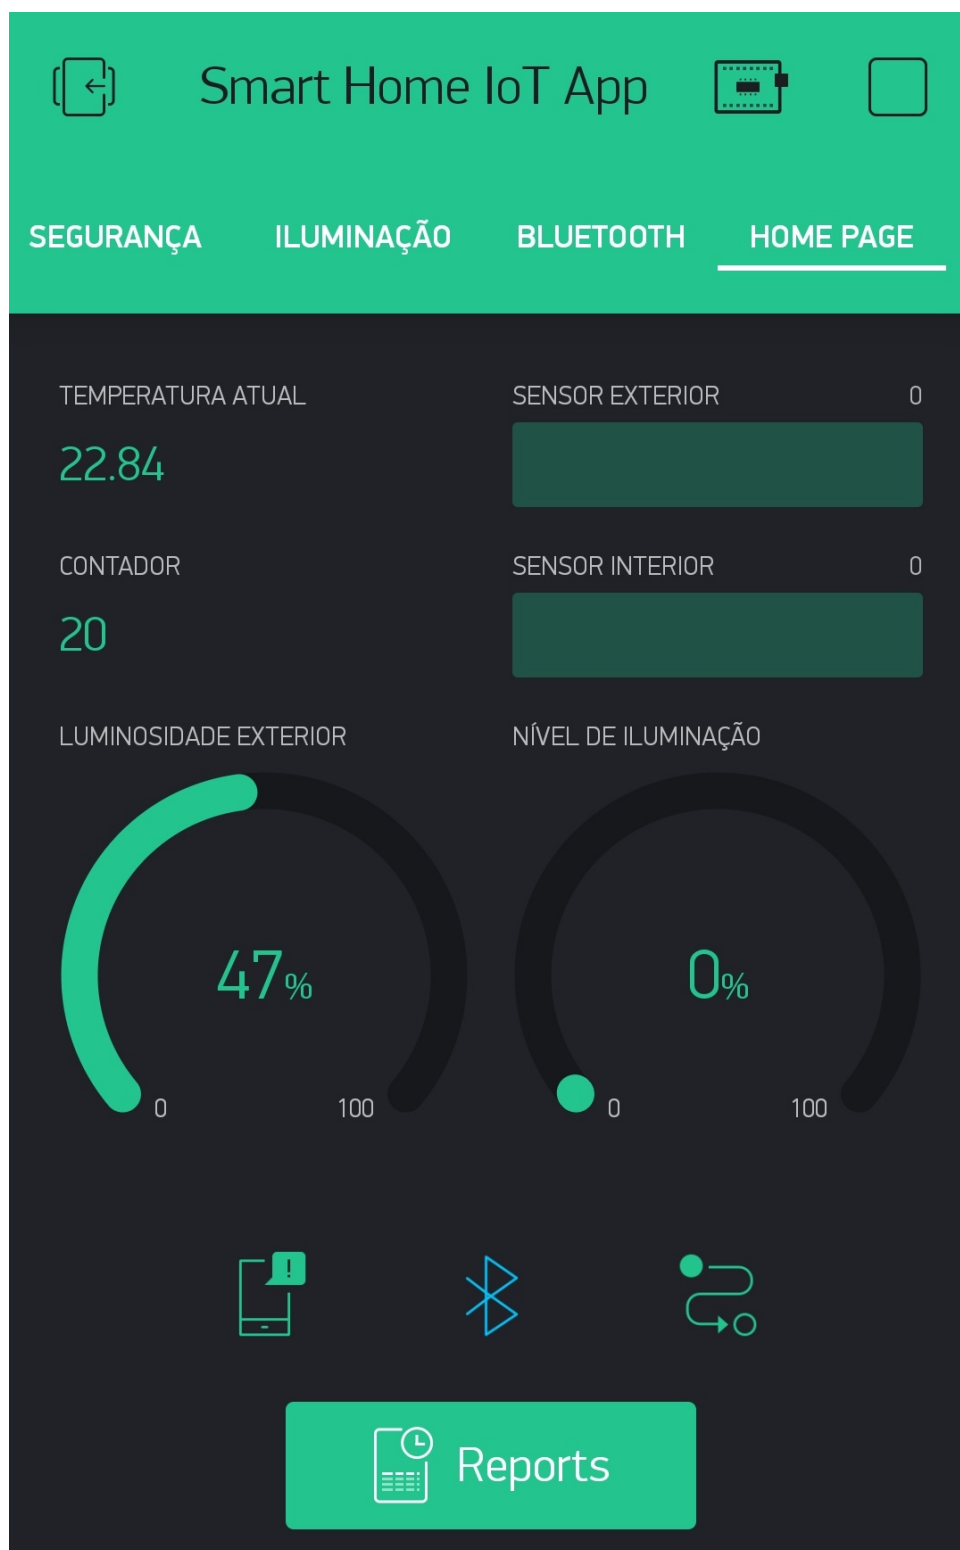 Smart Home IoT App
SEGURANÇA ILUMINAÇÃO BLUETOOTH HOME PAGE
TEMPERATURA ATUAL
22.84
SENSOR EXTERIOR 0
CONTADOR
20
SENSOR INTERIOR 0
LUMINOSIDADE EXTERIOR
47%
0 100
NÍVEL DE ILUMINAÇÃO
0%
0 100
!
Reports